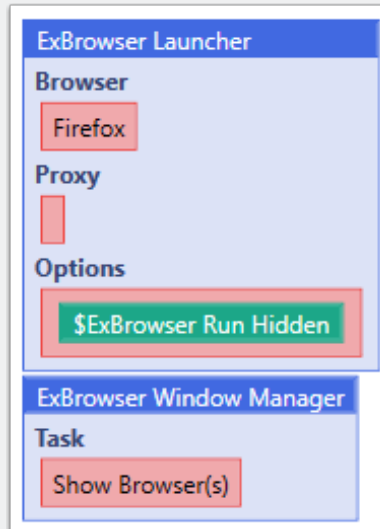 ExBrowser Launcher
Browser
Firefox
Proxy
Options
$ExBrowser Run Hidden
ExBrowser Window Manager
Task
Show Browser(s)